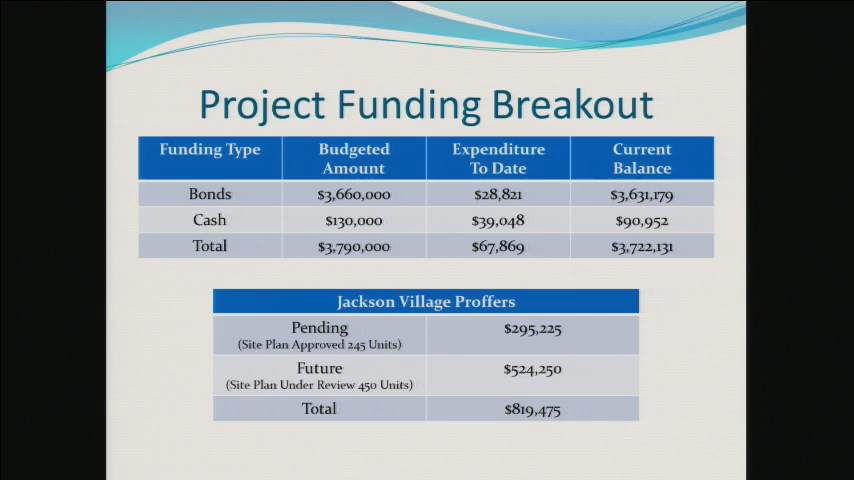 Project Funding Breakout
Funding Type Budgeted Amount Expenditure To Date Current Balance
Bonds $3,660,000 $28,821 $3,631,179
Cash $130,000 $39,048 $90,952
Total $3,790,000 $67,869 $3,722,131
Jackson Village Proffers
Pending $295,225
(Site Plan Approved 245 Units)
Future $524,250
(Site Plan Under Review 450 Units)
Total $819,475